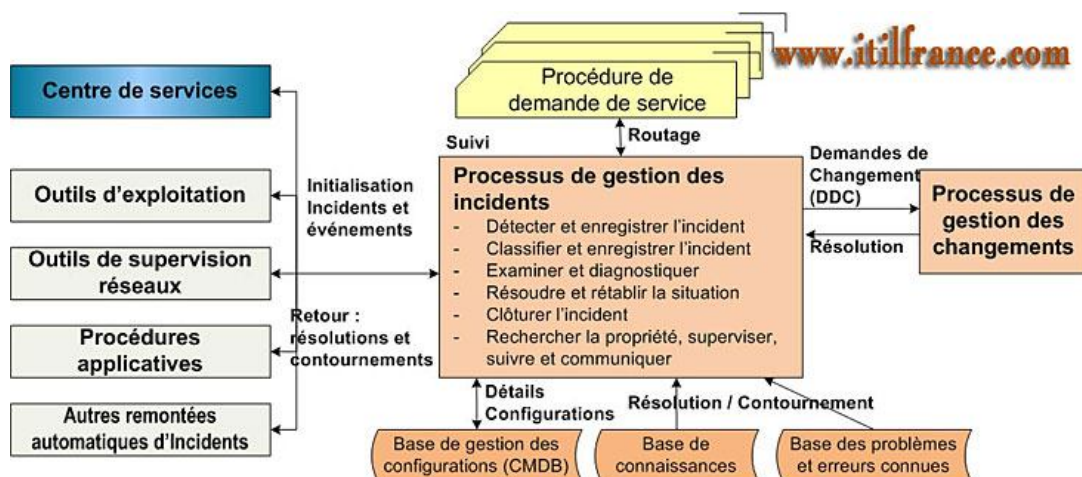 www.itilfrance.com
Procédure de
demande de service
Centre de services
Suivi
Routage
Outils d'exploitation
Initialisation
Incidents et
événements
Processus de gestion des
incidents
- Détecter et enregistrer l'incident
- Classifier et enregistrer l'incident
- Examiner et diagnostiquer
- Résoudre et rétablir la situation
- Clôturer l'incident
- Rechercher la propriété, superviser,
suivre et communiquer
Demandes de
Changement
(DDC)
Résolution
Processus de
gestion des
changements
Outils de supervision
réseaux
Retour :
résolutions et
contournements
Procédures
applicatives
Autres remontées
automatiques d'Incidents
Détails
Configurations
Résolution / Contournement
Base de gestion des
configurations (CMDB)
Base de
connaissances
Base des problèmes
et erreurs connues